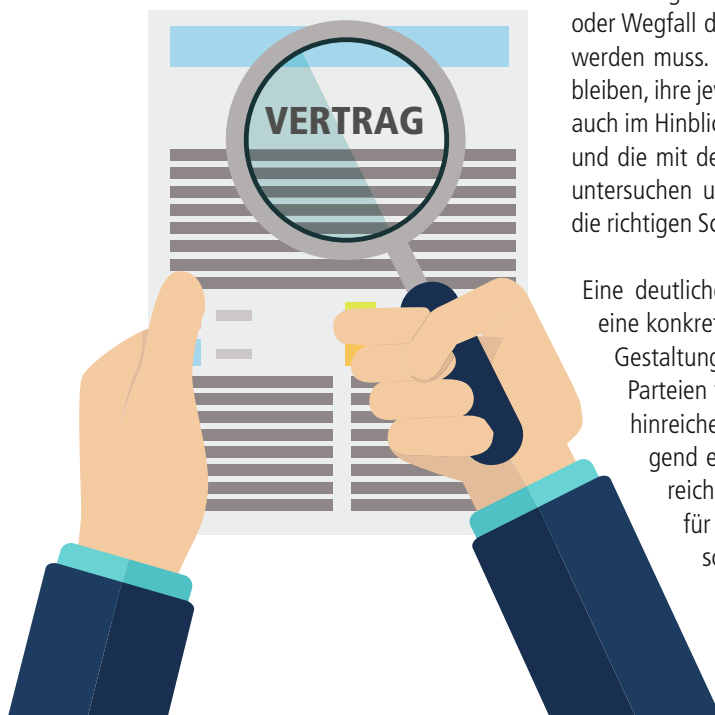 VERTRAG
oder Wegfall d
werden muss.
bleiben, ihre je
auch im Hinblic
und die mit de
untersuchen u
die richtigen Sc
Eine deutliche
eine konkret
Gestaltung
Parteien
hinreiche
gend e
reich
für
sc